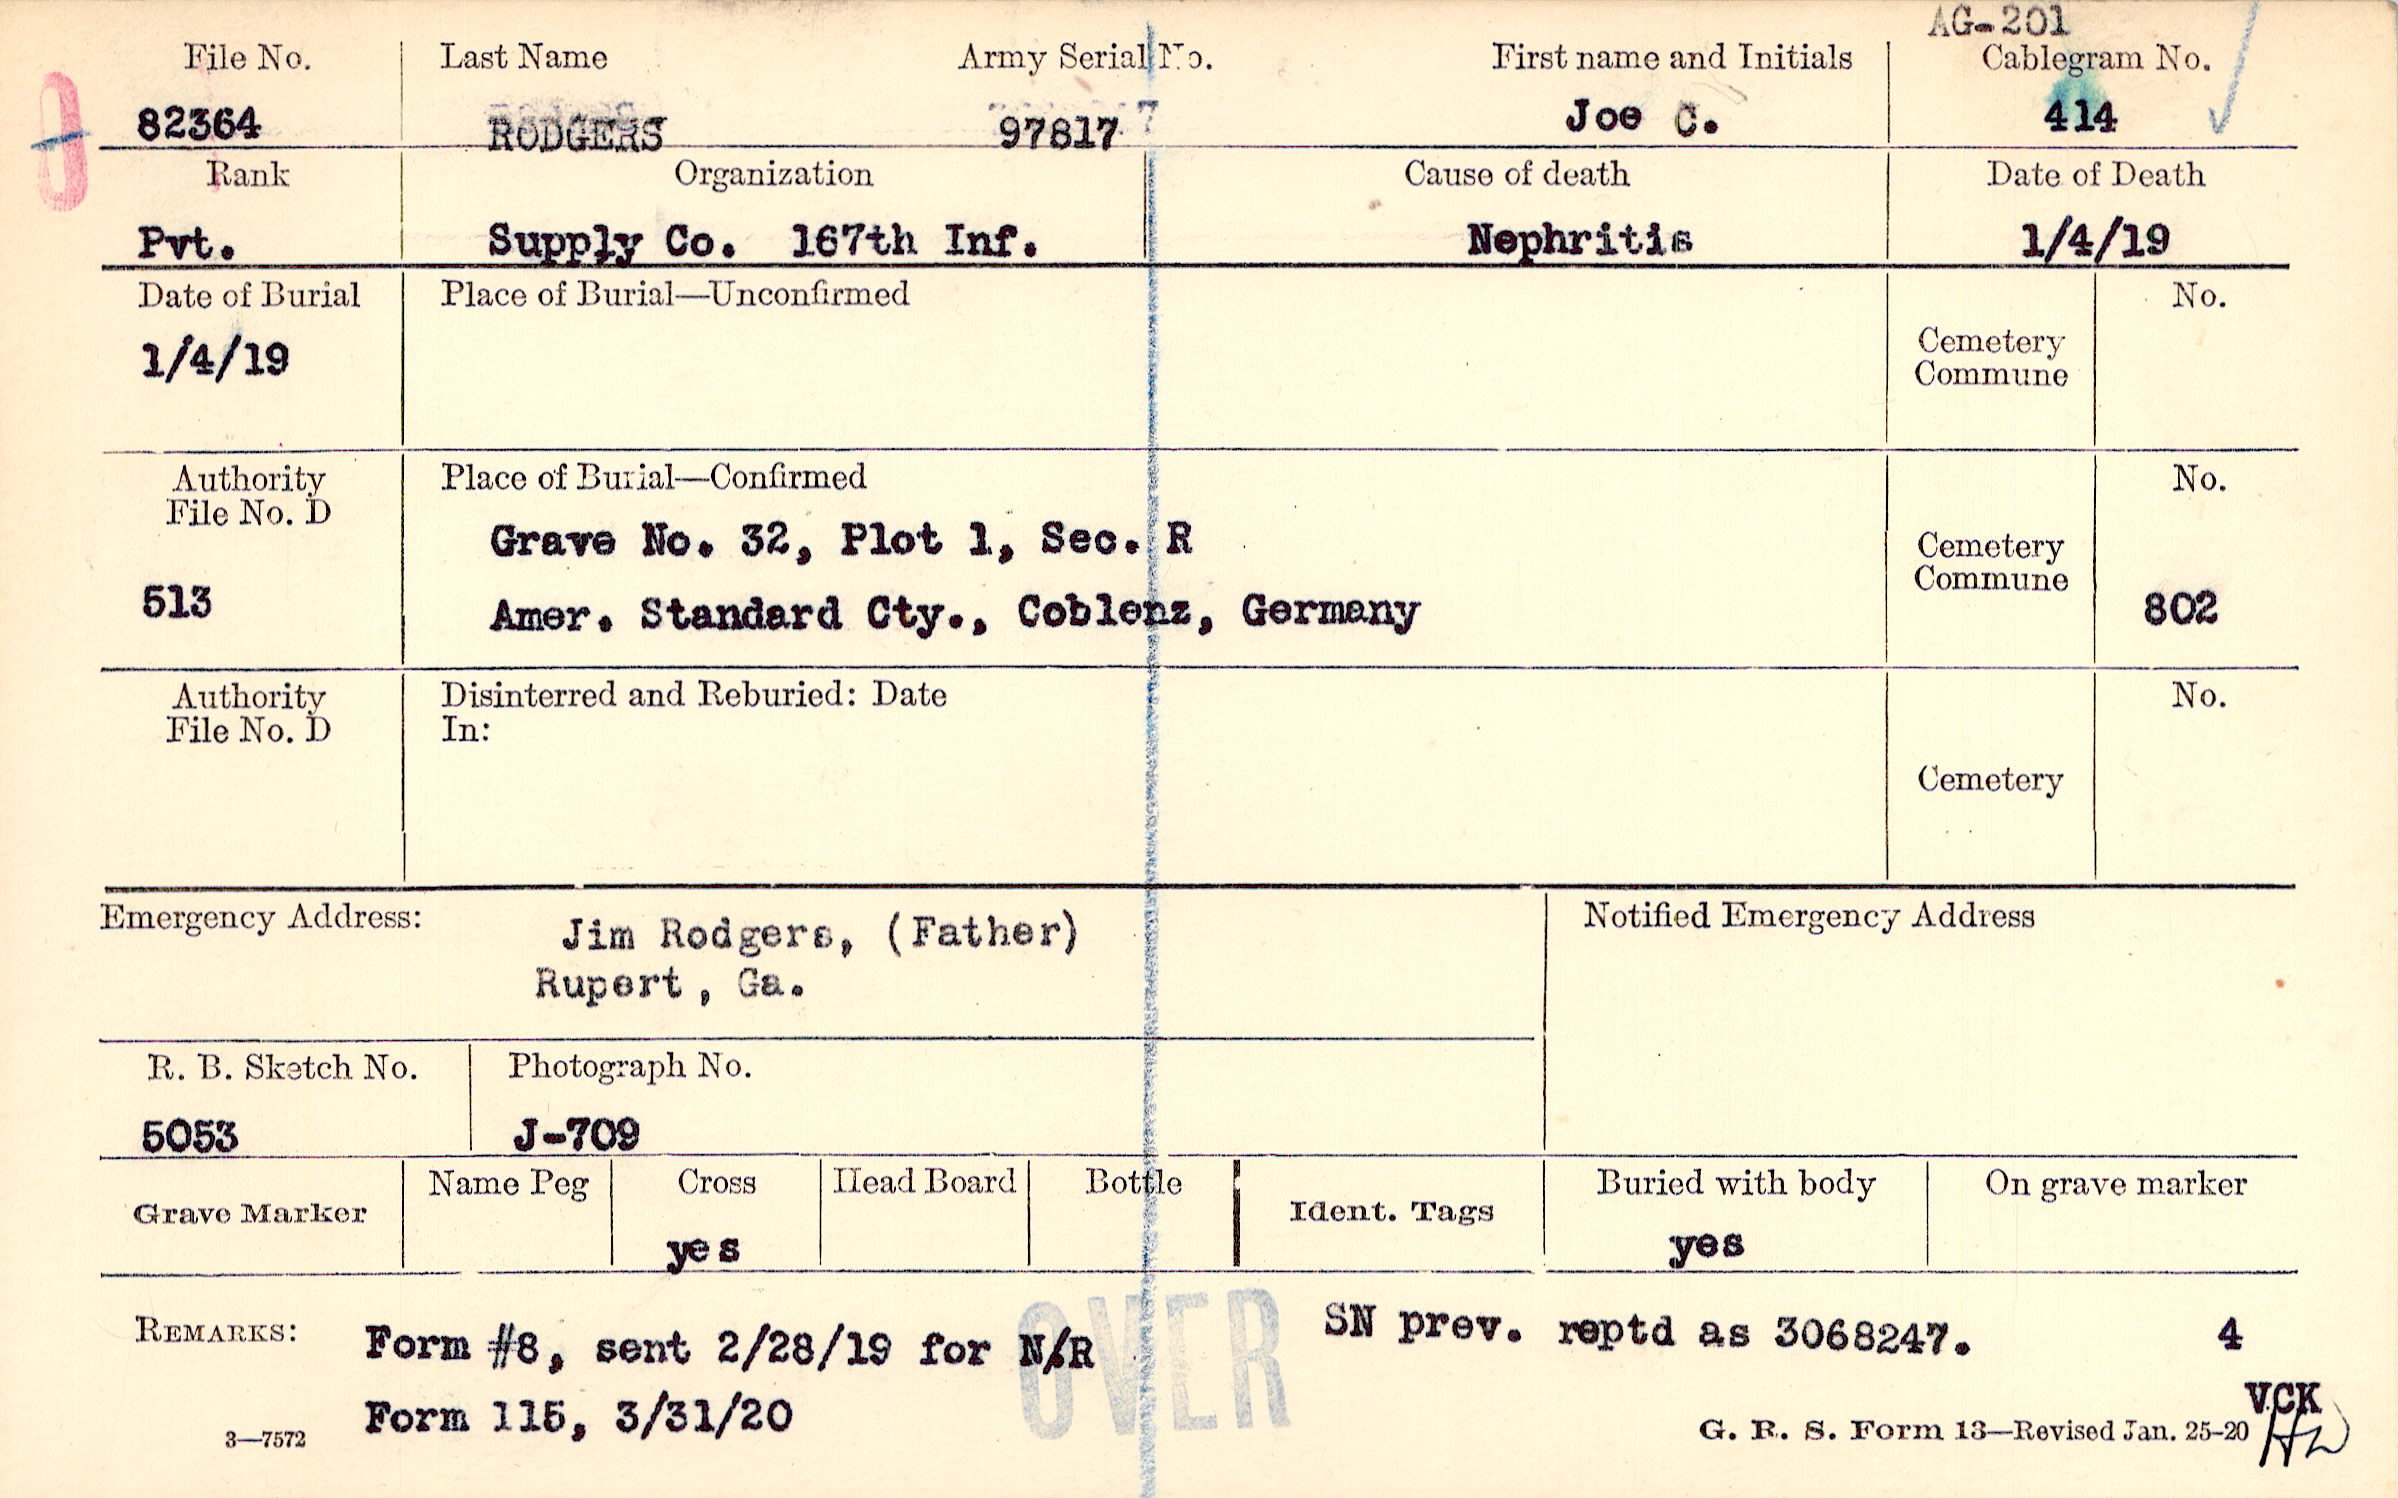 AG-201
File No. Last Name Army Serial No. First name and Initials Cablegram No.
82364 RODGERS 97817 Joe C. 414
Rank Organization Cause of death Date of Death
Pvt. Supply Co. 167th Inf. Nephritis 1/4/19
Date of Burial Place of Burial—Unconfirmed No.
1/4/19
Cemetery
Commune
Authority Place of Burial—Confirmed No.
File No. D
Grave No. 32, Plot 1, Sec. R
Cemetery
Commune
513 Amer. Standard Cty., Coblenz, Germany 802
Authority Disinterred and Reburied: Date No.
File No. D In:
Cemetery
Emergency Address: Jim Rodgers, (Father) Notified Emergency Address
Rupert, Ga.
R. B. Sketch No. Photograph No.
5053 J-709
Grave Marker Name Peg Cross Head Board Bottle Ident. Tags Buried with body On grave marker
yes yes
OVER
REMARKS: Form #8, sent 2/28/19 for N/R SN prev. reptd as 3068247. 4
Form 115, 3/31/20
VCK
3—7572 G. R. S. Form 13—Revised Jan. 25-20